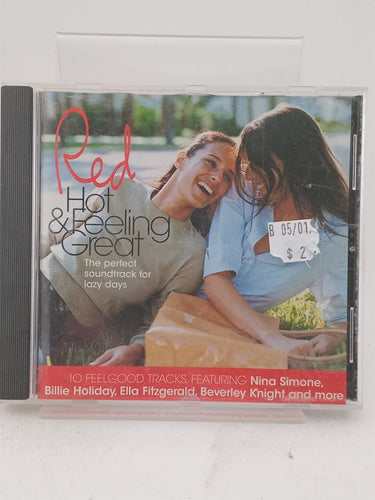 Red
Hot
& Feeling
Great
The perfect
soundtrack for
lazy days
B 05/01
$ 2
10 FEELGOOD TRACKS, FEATURING Nina Simone,
Billie Holiday, Ella Fitzgerald, Beverley Knight and more